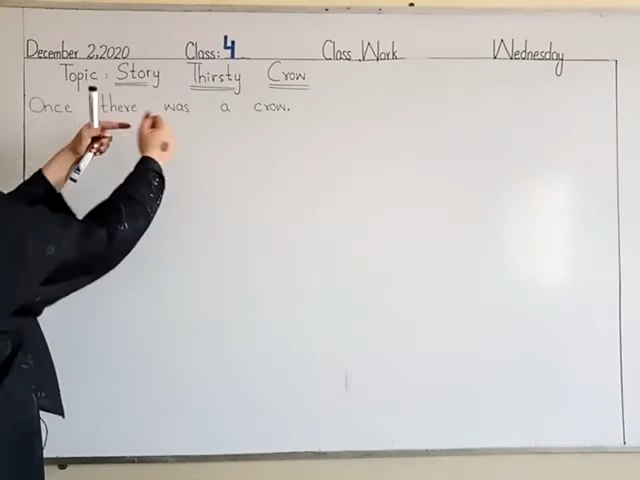 December 2,2020 Class: 4 Class Work Wednesday
Topic : Story Thirsty Crow
Once there was a crow.